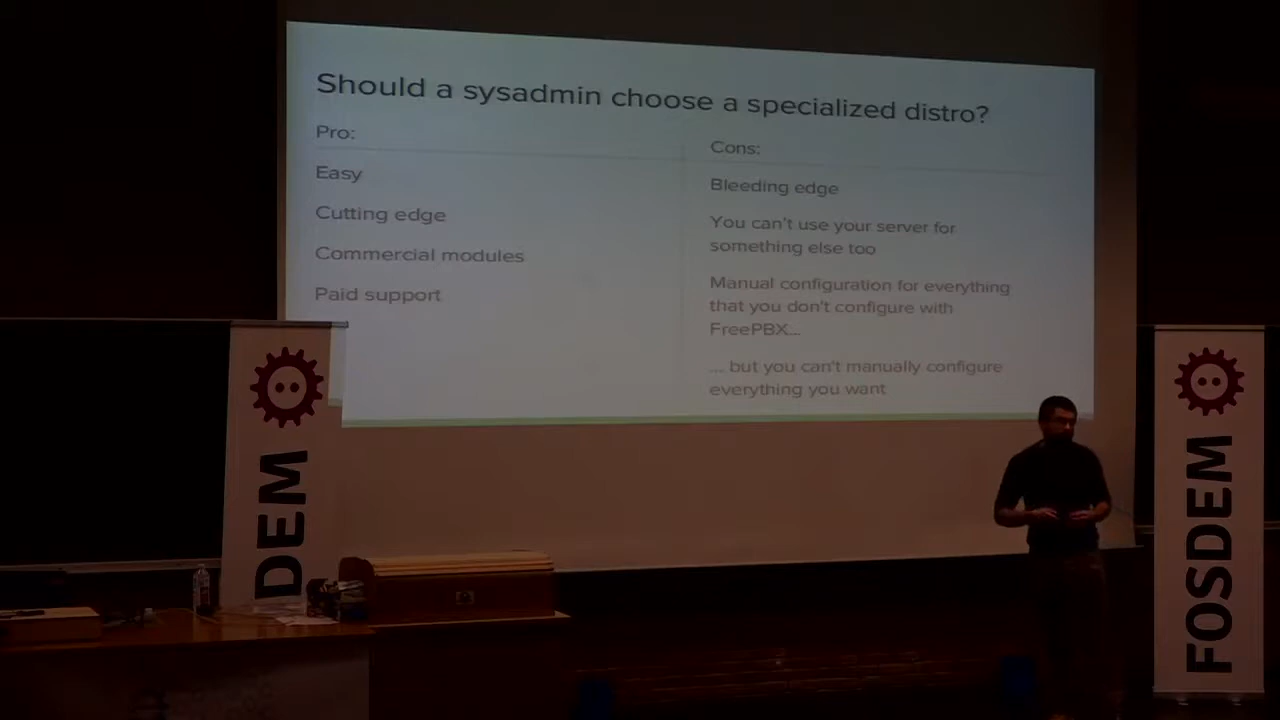 Should a sysadmin choose a specialized distro?
Pro:
Easy
Cutting edge
Commercial modules
Paid support
Cons:
Bleeding edge
You can't use your server for
something else too
Manual configuration for everything
that you don't configure with
FreePBX...
... but you can't manually configure
everything you want
DEM
FOSDEM